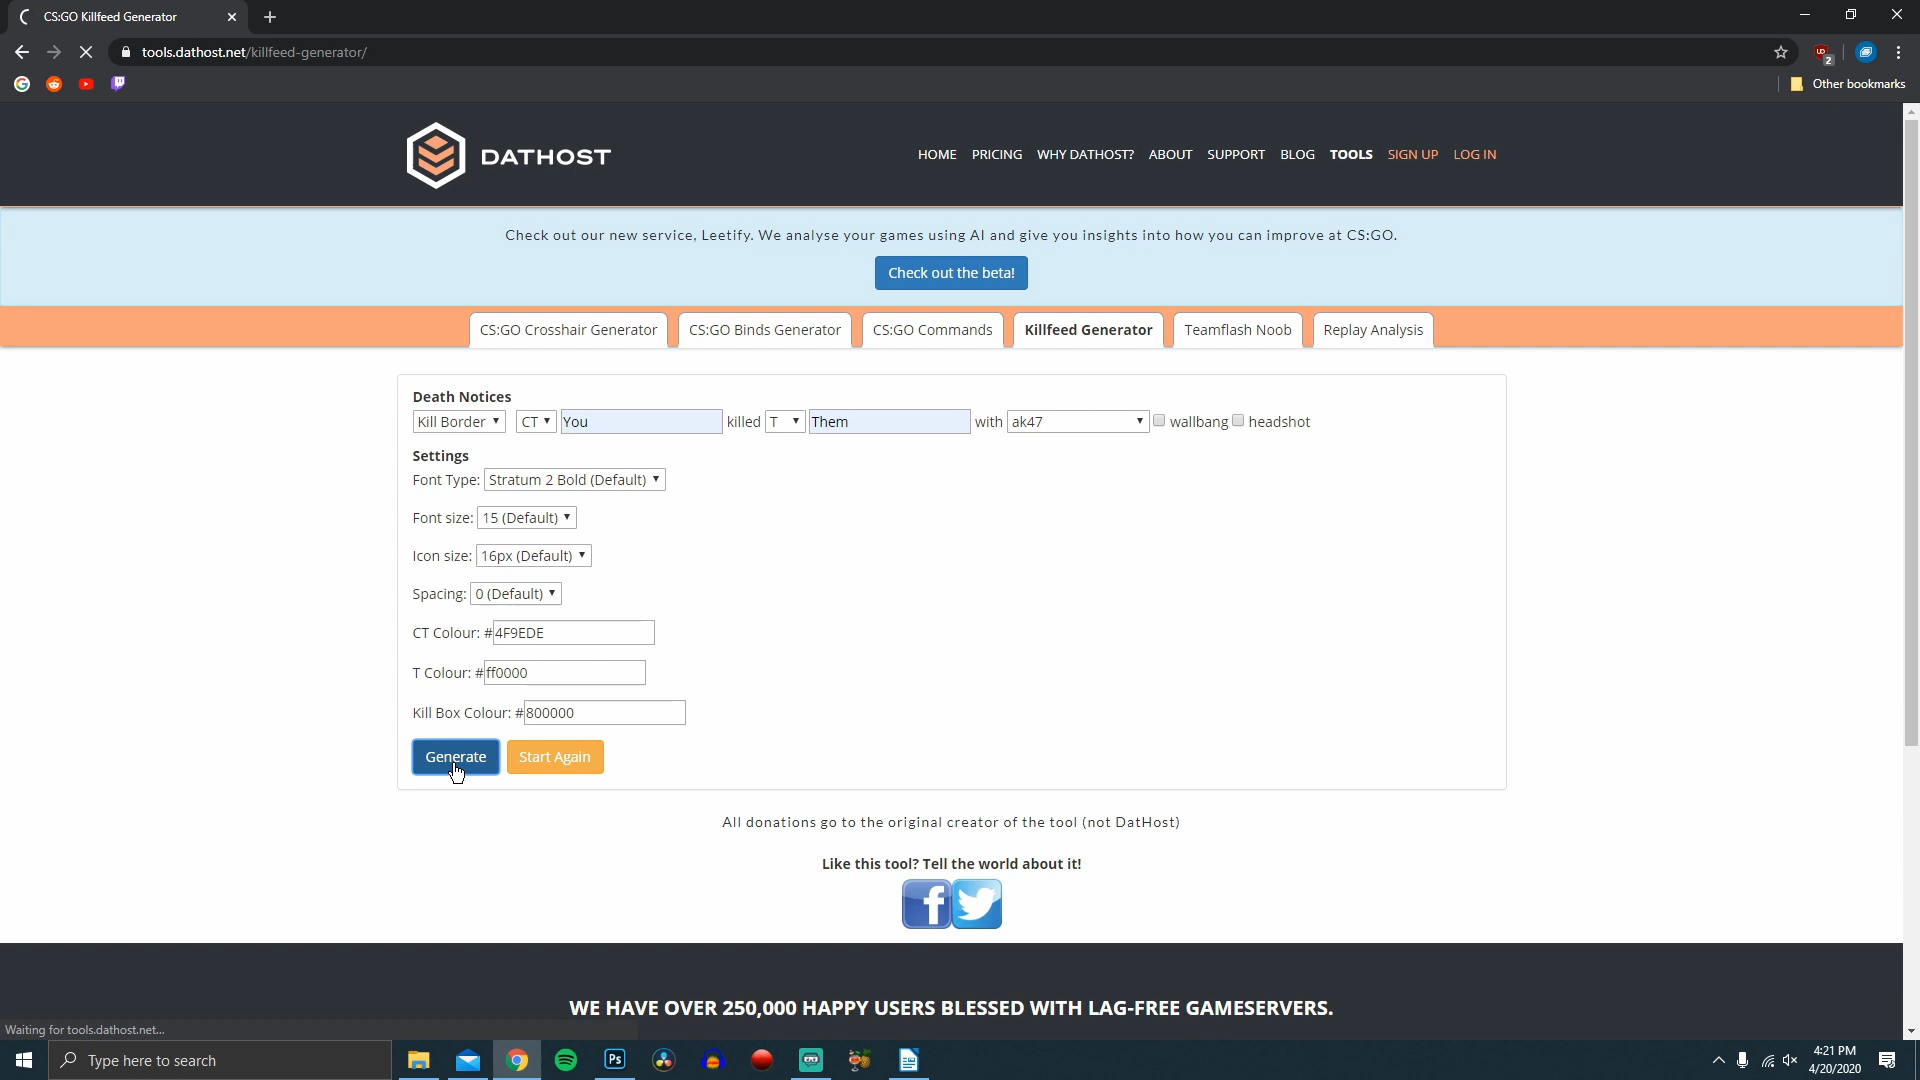 CS:GO Killfeed Generator
tools.dathost.net/killfeed-generator/
2
Other bookmarks
DATHOST
HOME PRICING WHY DATHOST? ABOUT SUPPORT BLOG TOOLS SIGN UP LOG IN
Check out our new service, Leetify. We analyse your games using AI and give you insights into how you can improve at CS:GO.
Check out the beta!
CS:GO Crosshair Generator CS:GO Binds Generator CS:GO Commands Killfeed Generator Teamflash Noob Replay Analysis
Death Notices
Kill Border CT You killed T Them with ak47 wallbang headshot
Settings
Font Type: Stratum 2 Bold (Default)
Font size: 15 (Default)
Icon size: 16px (Default)
Spacing: 0 (Default)
CT Colour: #4F9EDE
T Colour: #ff0000
Kill Box Colour: #800000
Generate Start Again
All donations go to the original creator of the tool (not DatHost)
Like this tool? Tell the world about it!
WE HAVE OVER 250,000 HAPPY USERS BLESSED WITH LAG-FREE GAMESERVERS.
Waiting for tools.dathost.net...
Type here to search
Ps
4:21 PM
4/20/2020